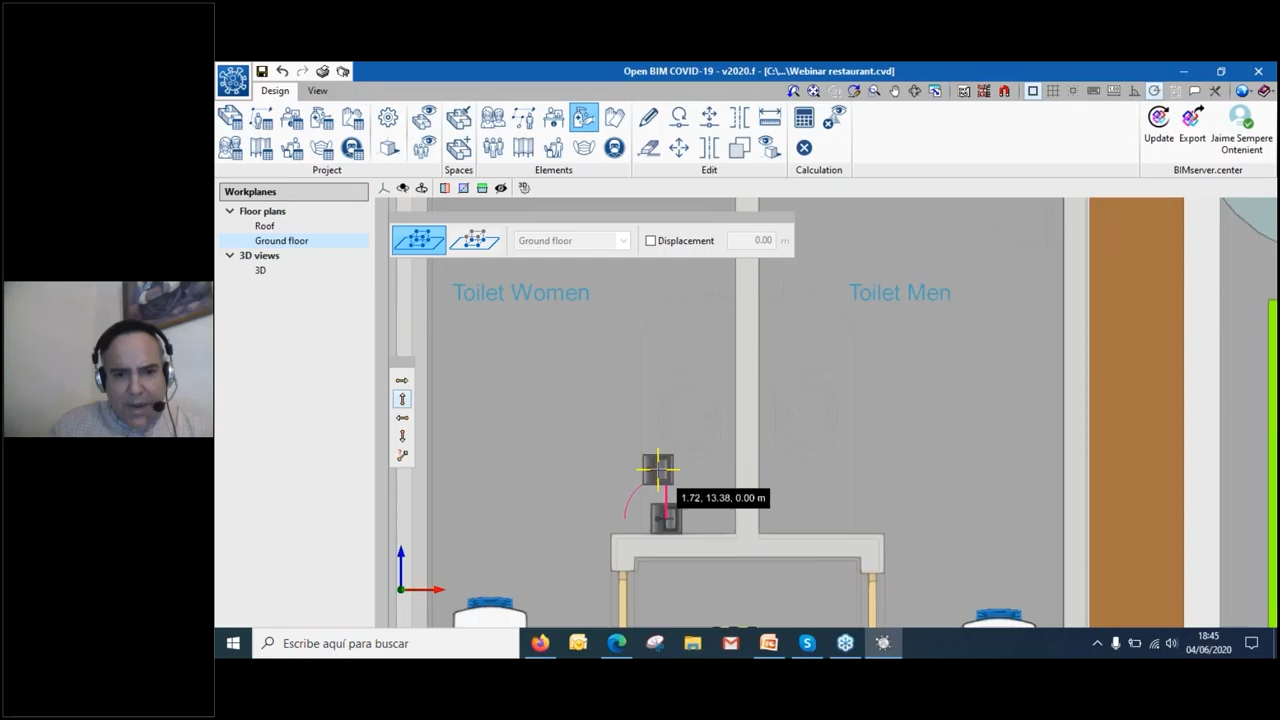 Open BIM COVID-19 - v2020.f - [C:\...\Webinar restaurant.cvd]
Design
View
Update
Export
Jaime Sempere
Ontenient
Project
Spaces
Elements
Edit
Calculation
BIMserver.center
Workplanes
Floor plans
Roof
Ground floor
3D views
3D
Ground floor
Displacement
0.00
m
Toilet Women
Toilet Men
1.72, 13.38, 0.00 m
Escribe aquí para buscar
18:45
04/06/2020